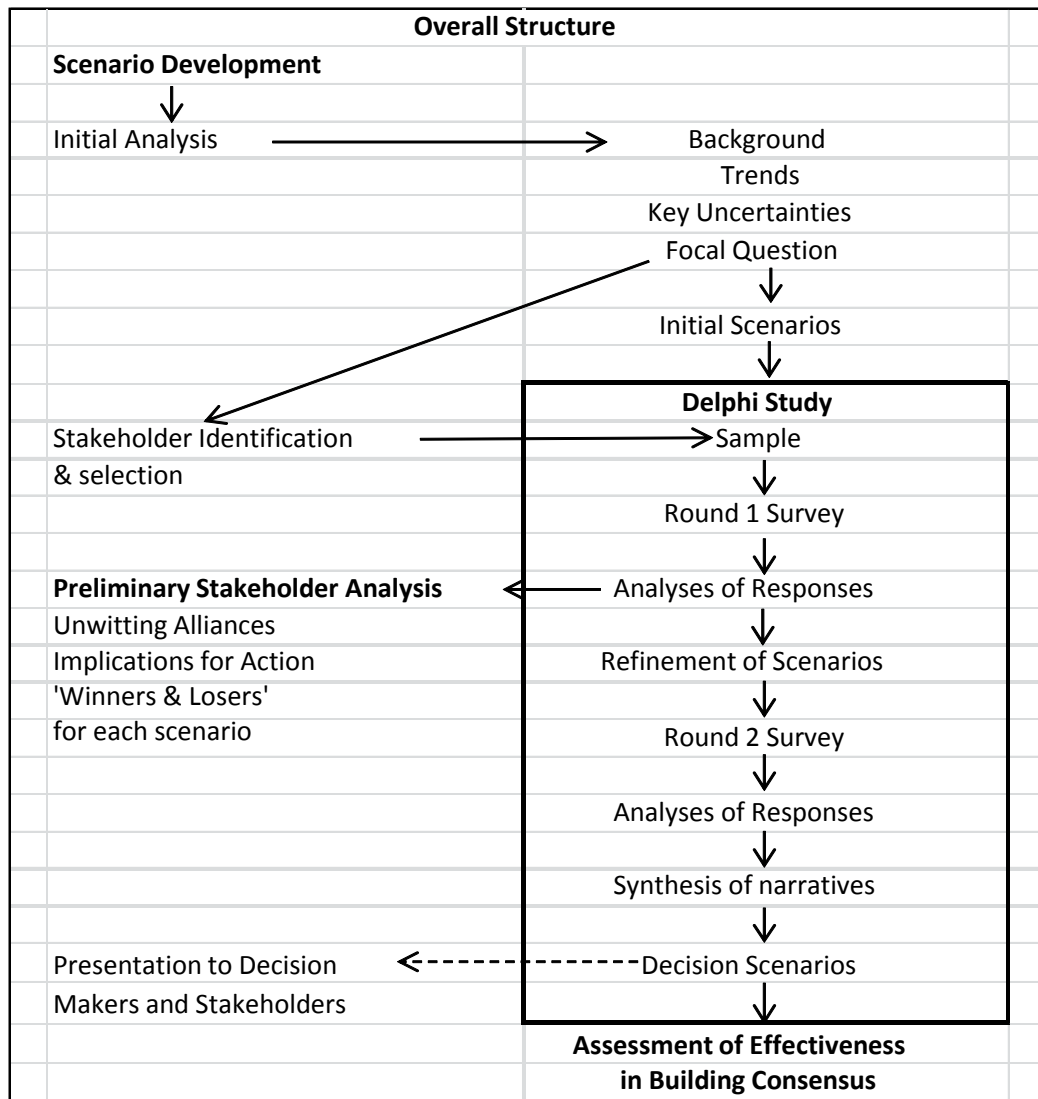 Overall Structure
Scenario Development
Initial Analysis
Background
Trends
Key Uncertainties
Focal Question
Initial Scenarios
Delphi Study
Stakeholder Identification
& selection
Sample
Round 1 Survey
Preliminary Stakeholder Analysis
Unwitting Alliances
Implications for Action
'Winners & Losers'
for each scenario
Analyses of Responses
Refinement of Scenarios
Round 2 Survey
Analyses of Responses
Synthesis of narratives
Decision Scenarios
Presentation to Decision
Makers and Stakeholders
Assessment of Effectiveness
in Building Consensus